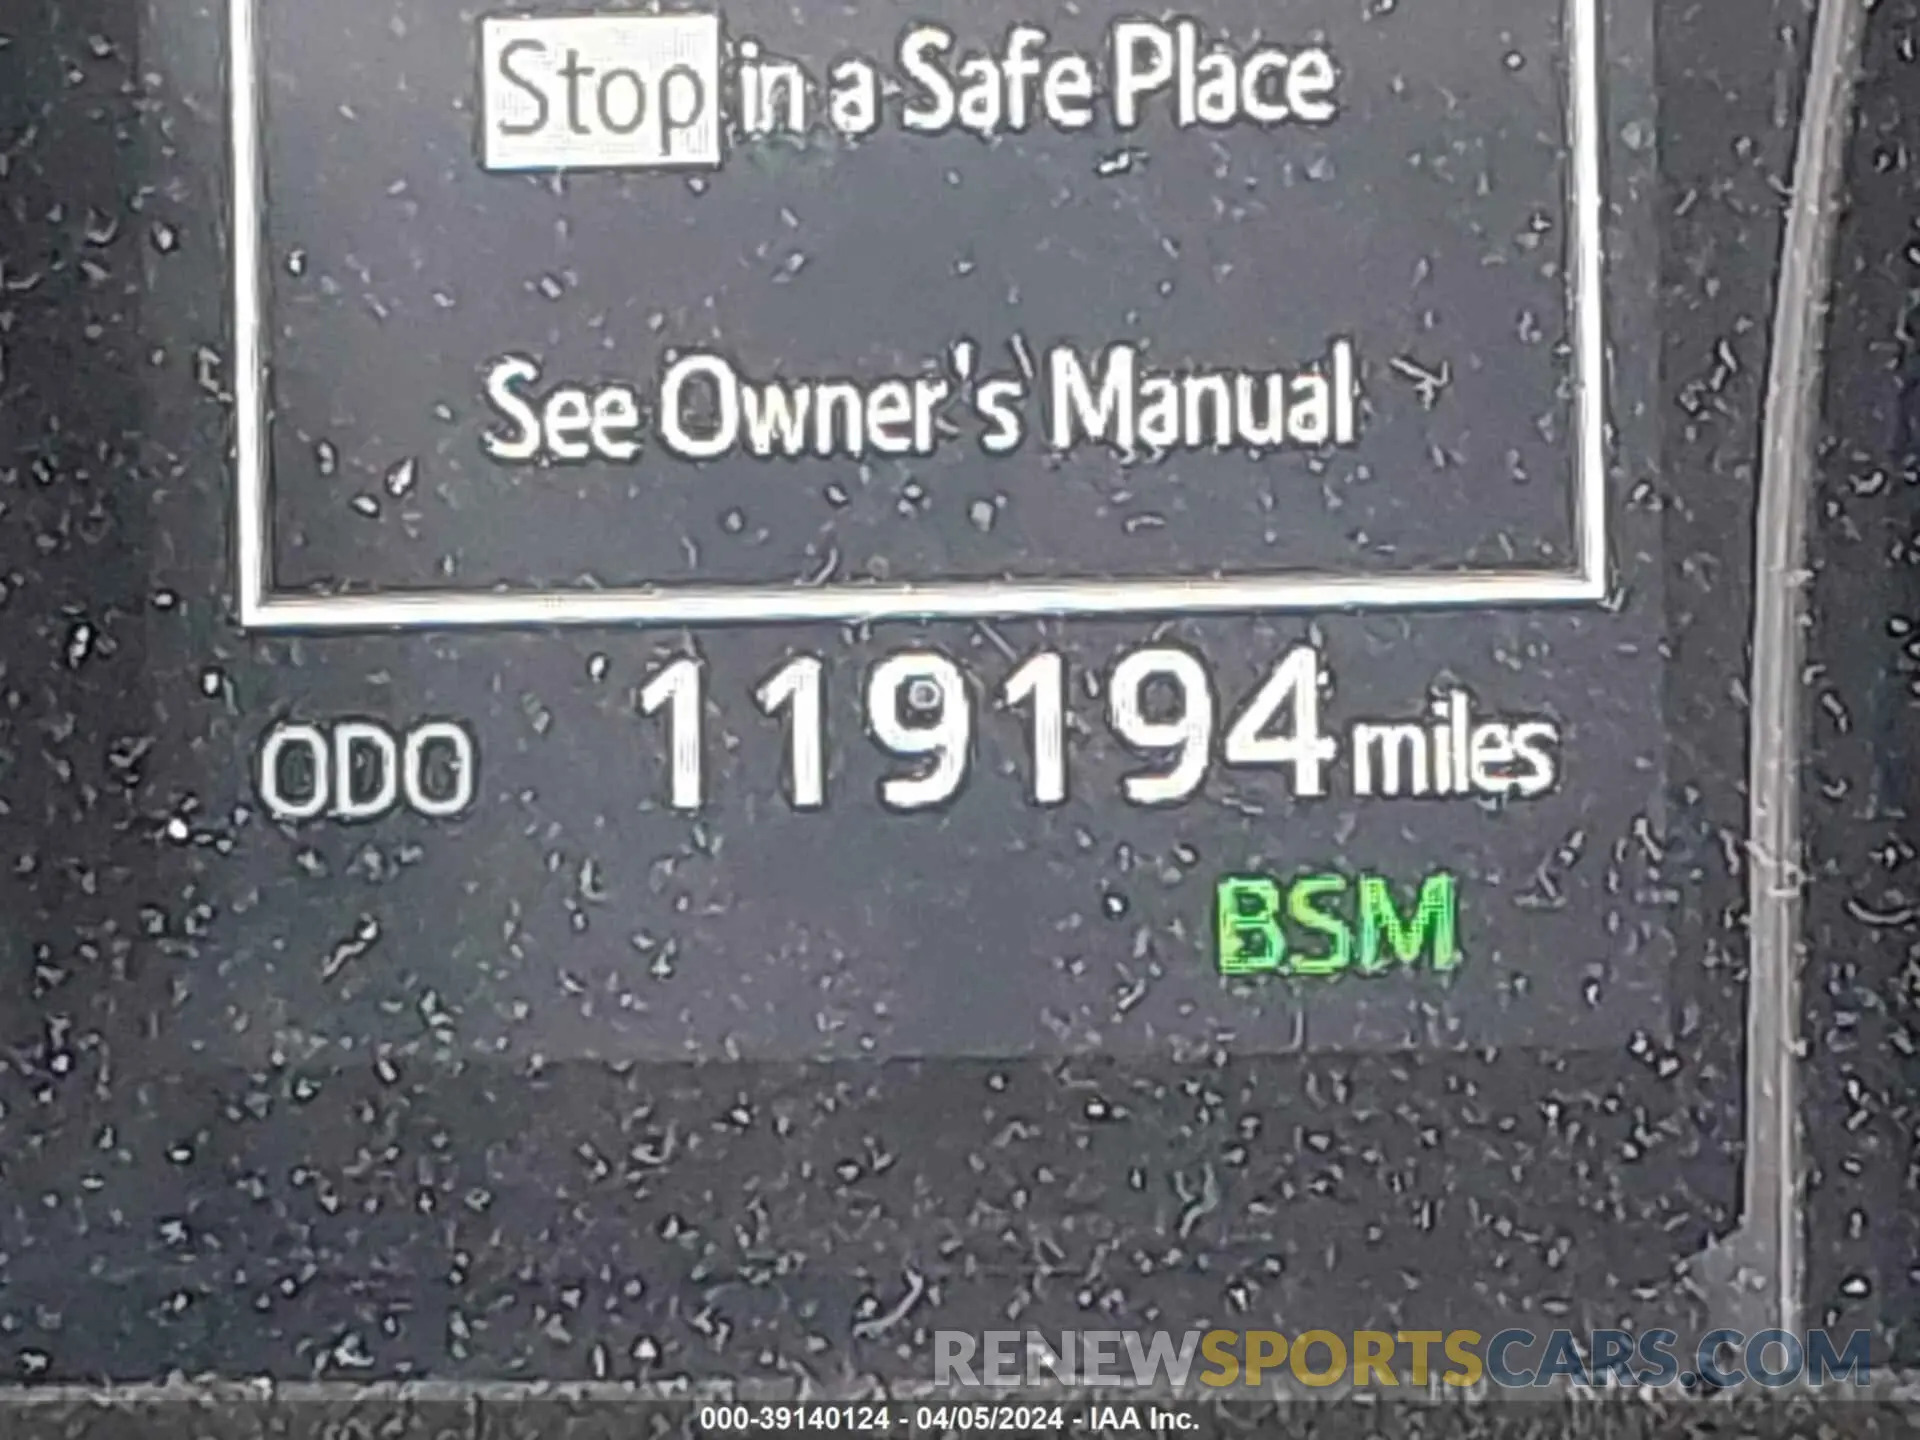 Stop in a Safe Place
See Owner's Manual
ODO 119194 miles
BSM
RENEWSPORTSCARS.COM
000-39140124 - 04/05/2024 - IAA Inc.